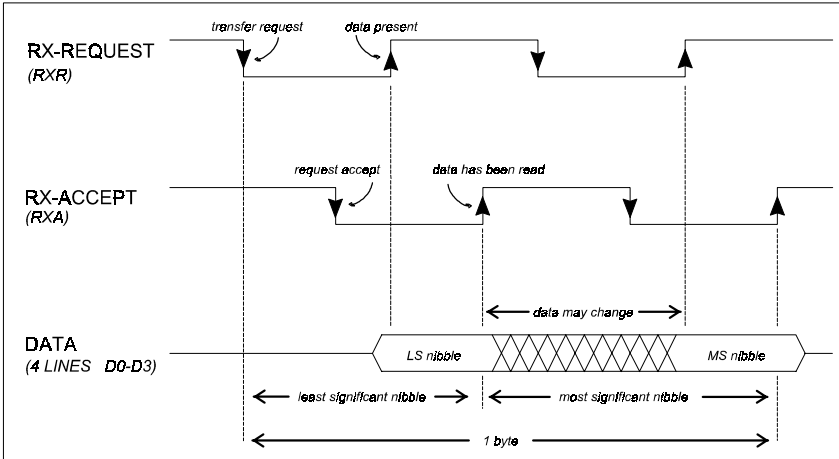 transfer request
data present
RX-REQUEST
(RXR)
request accept
data has been read
RX-ACCEPT
(RXA)
data may change
DATA
(4 LINES D0-D3)
LS nibble
MS nibble
least significant nibble
most significant nibble
1 byte